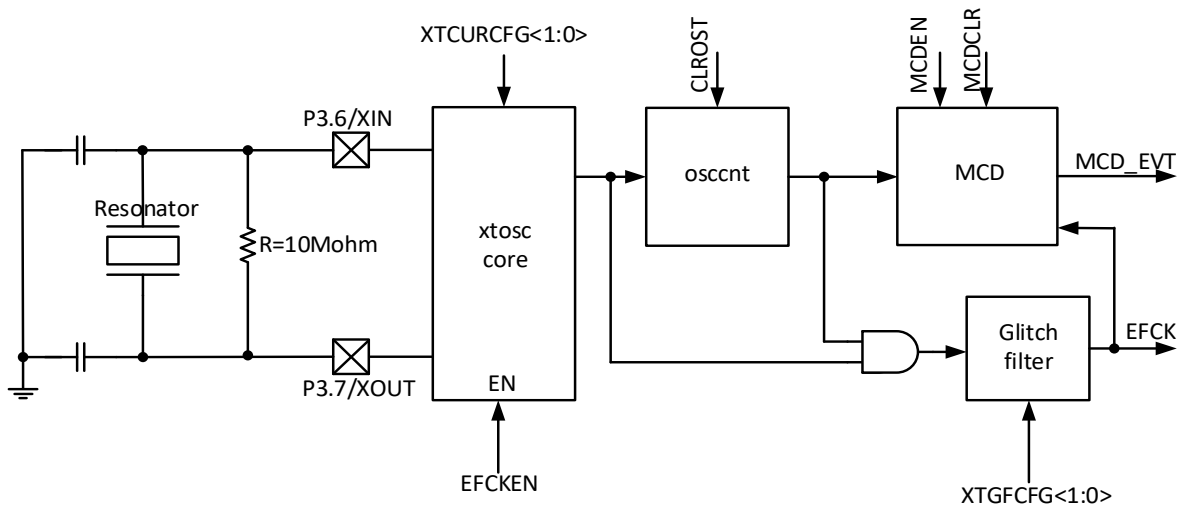 XTCURCFG<1:0>
CLROST
MCDEN
MCDCLR
P3.6/XIN
Resonator
R=10Mohm
xtosc
core
EN
P3.7/XOUT
EFCKEN
osccnt
MCD
MCD_EVT
Glitch
filter
EFCK
XTGFCFG<1:0>